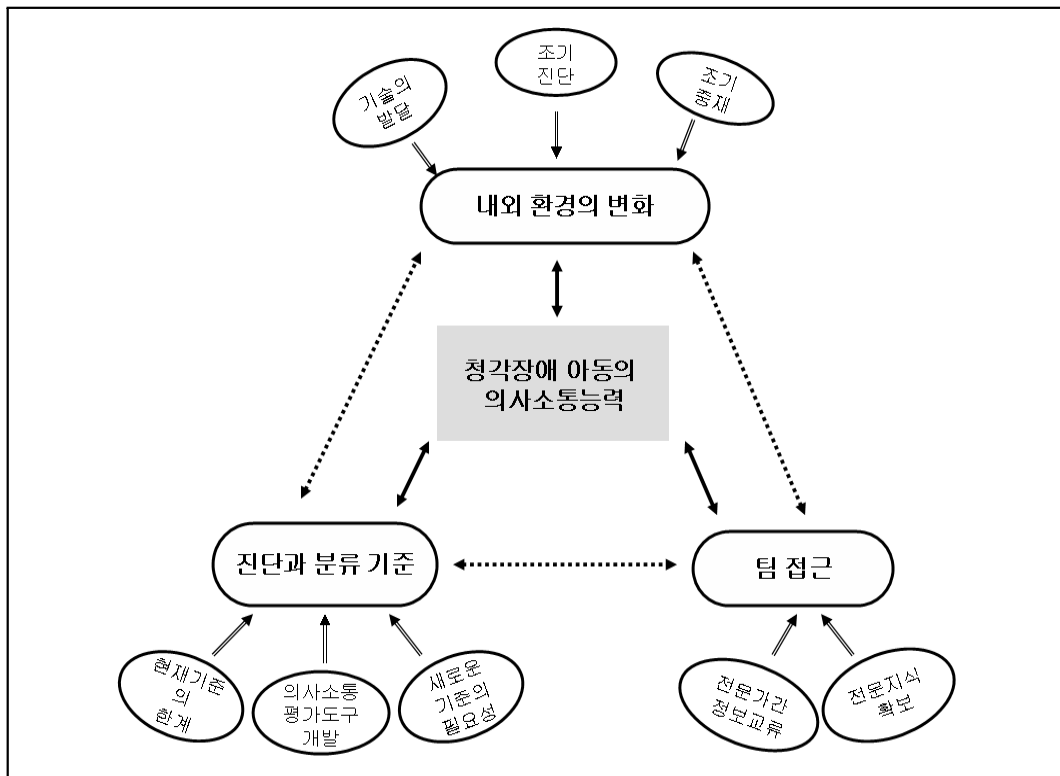 기술의
발달
조기
진단
조기
중재
내외 환경의 변화
청각장애 아동의
의사소통능력
진단과 분류 기준
팀 접근
현재기준
의
한계
의사소통
평가도구
개발
새로운
기준의
필요성
전문가간
정보교류
전문지식
확보